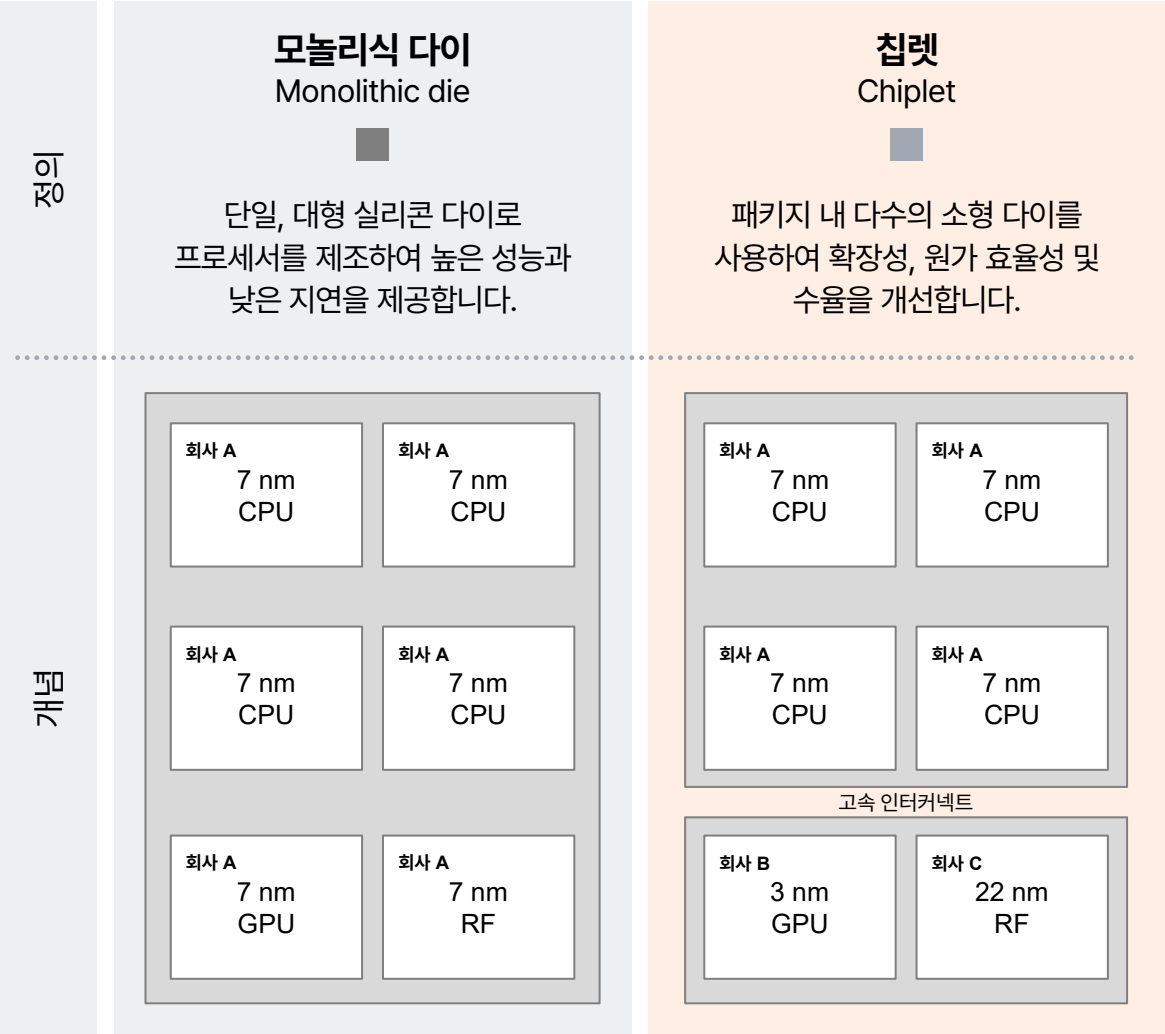 모놀리식 다이
Monolithic die
칩렛
Chiplet
정의
단일, 대형 실리콘 다이로
프로세서를 제조하여 높은 성능과
낮은 지연을 제공합니다.
패키지 내 다수의 소형 다이를
사용하여 확장성, 원가 효율성 및
수율을 개선합니다.
개념
회사 A
7 nm
CPU
회사 A
7 nm
CPU
회사 A
7 nm
CPU
회사 A
7 nm
CPU
회사 A
7 nm
GPU
회사 A
7 nm
RF
회사 A
7 nm
CPU
회사 A
7 nm
CPU
회사 A
7 nm
CPU
회사 A
7 nm
CPU
고속 인터커넥트
회사 B
3 nm
GPU
회사 C
22 nm
RF